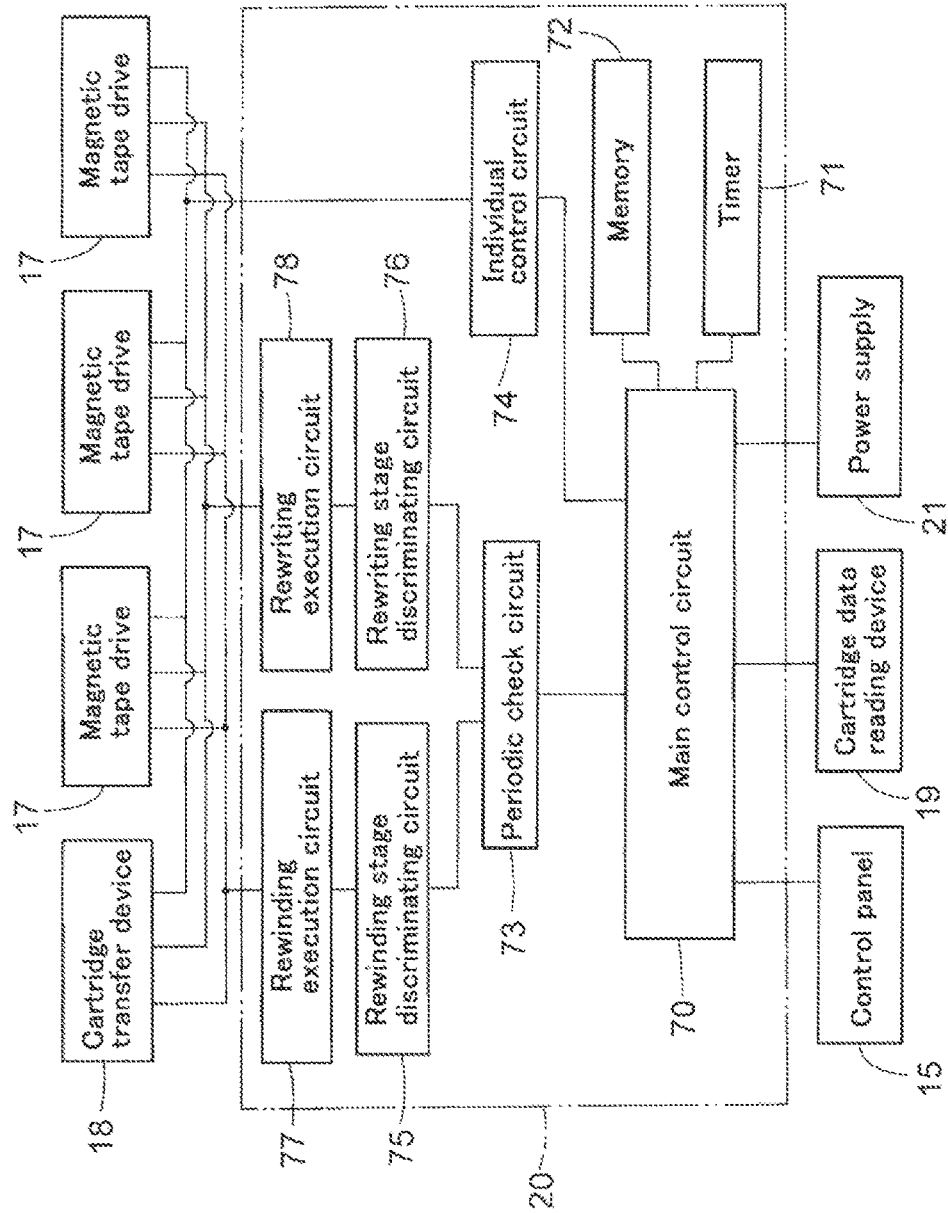 18
Cartridge
transfer device
17
Magnetic
tape drive
17
Magnetic
tape drive
17
Magnetic
tape drive
77
Rewinding
execution circuit
78
Rewriting
execution circuit
75
Rewinding stage
discriminating circuit
76
Rewriting stage
discriminating circuit
74
Individual
control circuit
73
Periodic check circuit
72
Memory
70
Main control circuit
71
Timer
20
15
Control panel
19
Cartridge data
reading device
21
Power supply